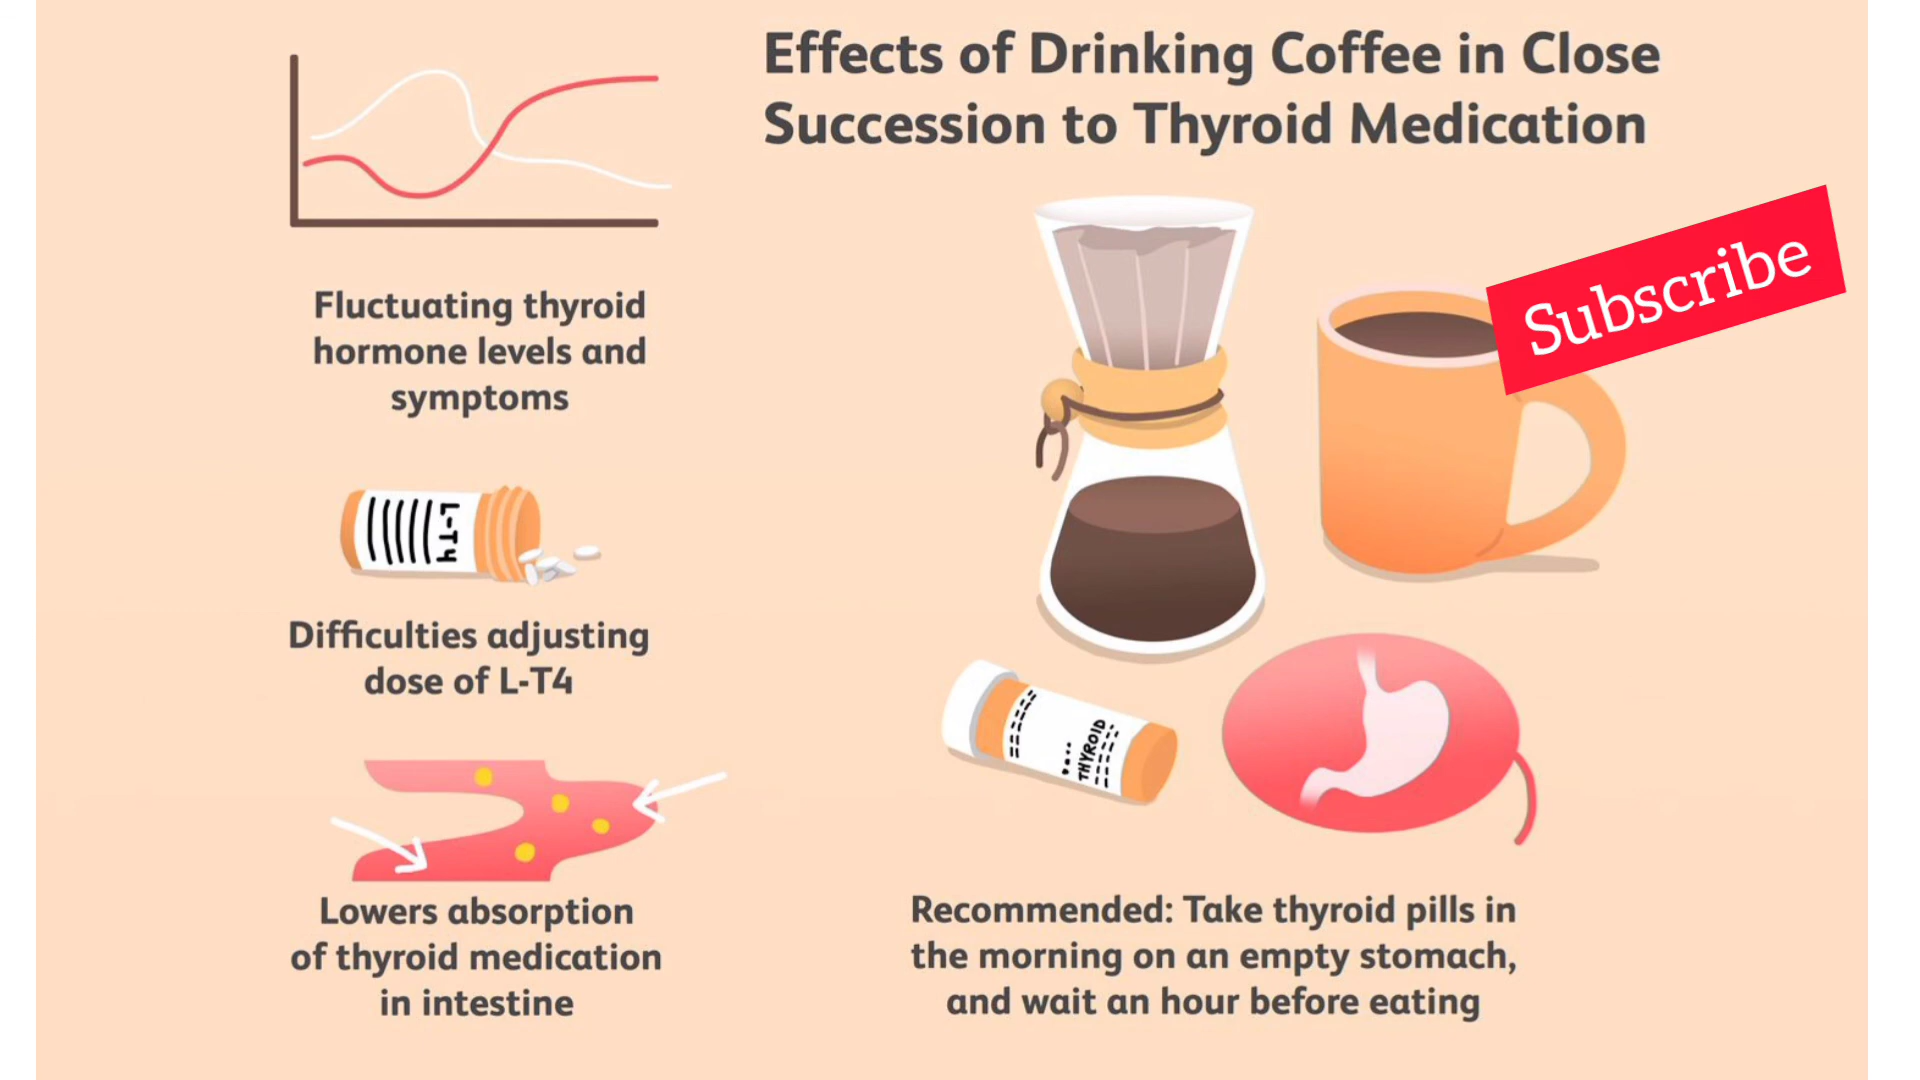 Effects of Drinking Coffee in Close
Succession to Thyroid Medication
Subscribe
Fluctuating thyroid
hormone levels and
symptoms
L-T4
Difficulties adjusting
dose of L-T4
THYROID
Lowers absorption
of thyroid medication
in intestine
Recommended: Take thyroid pills in
the morning on an empty stomach,
and wait an hour before eating